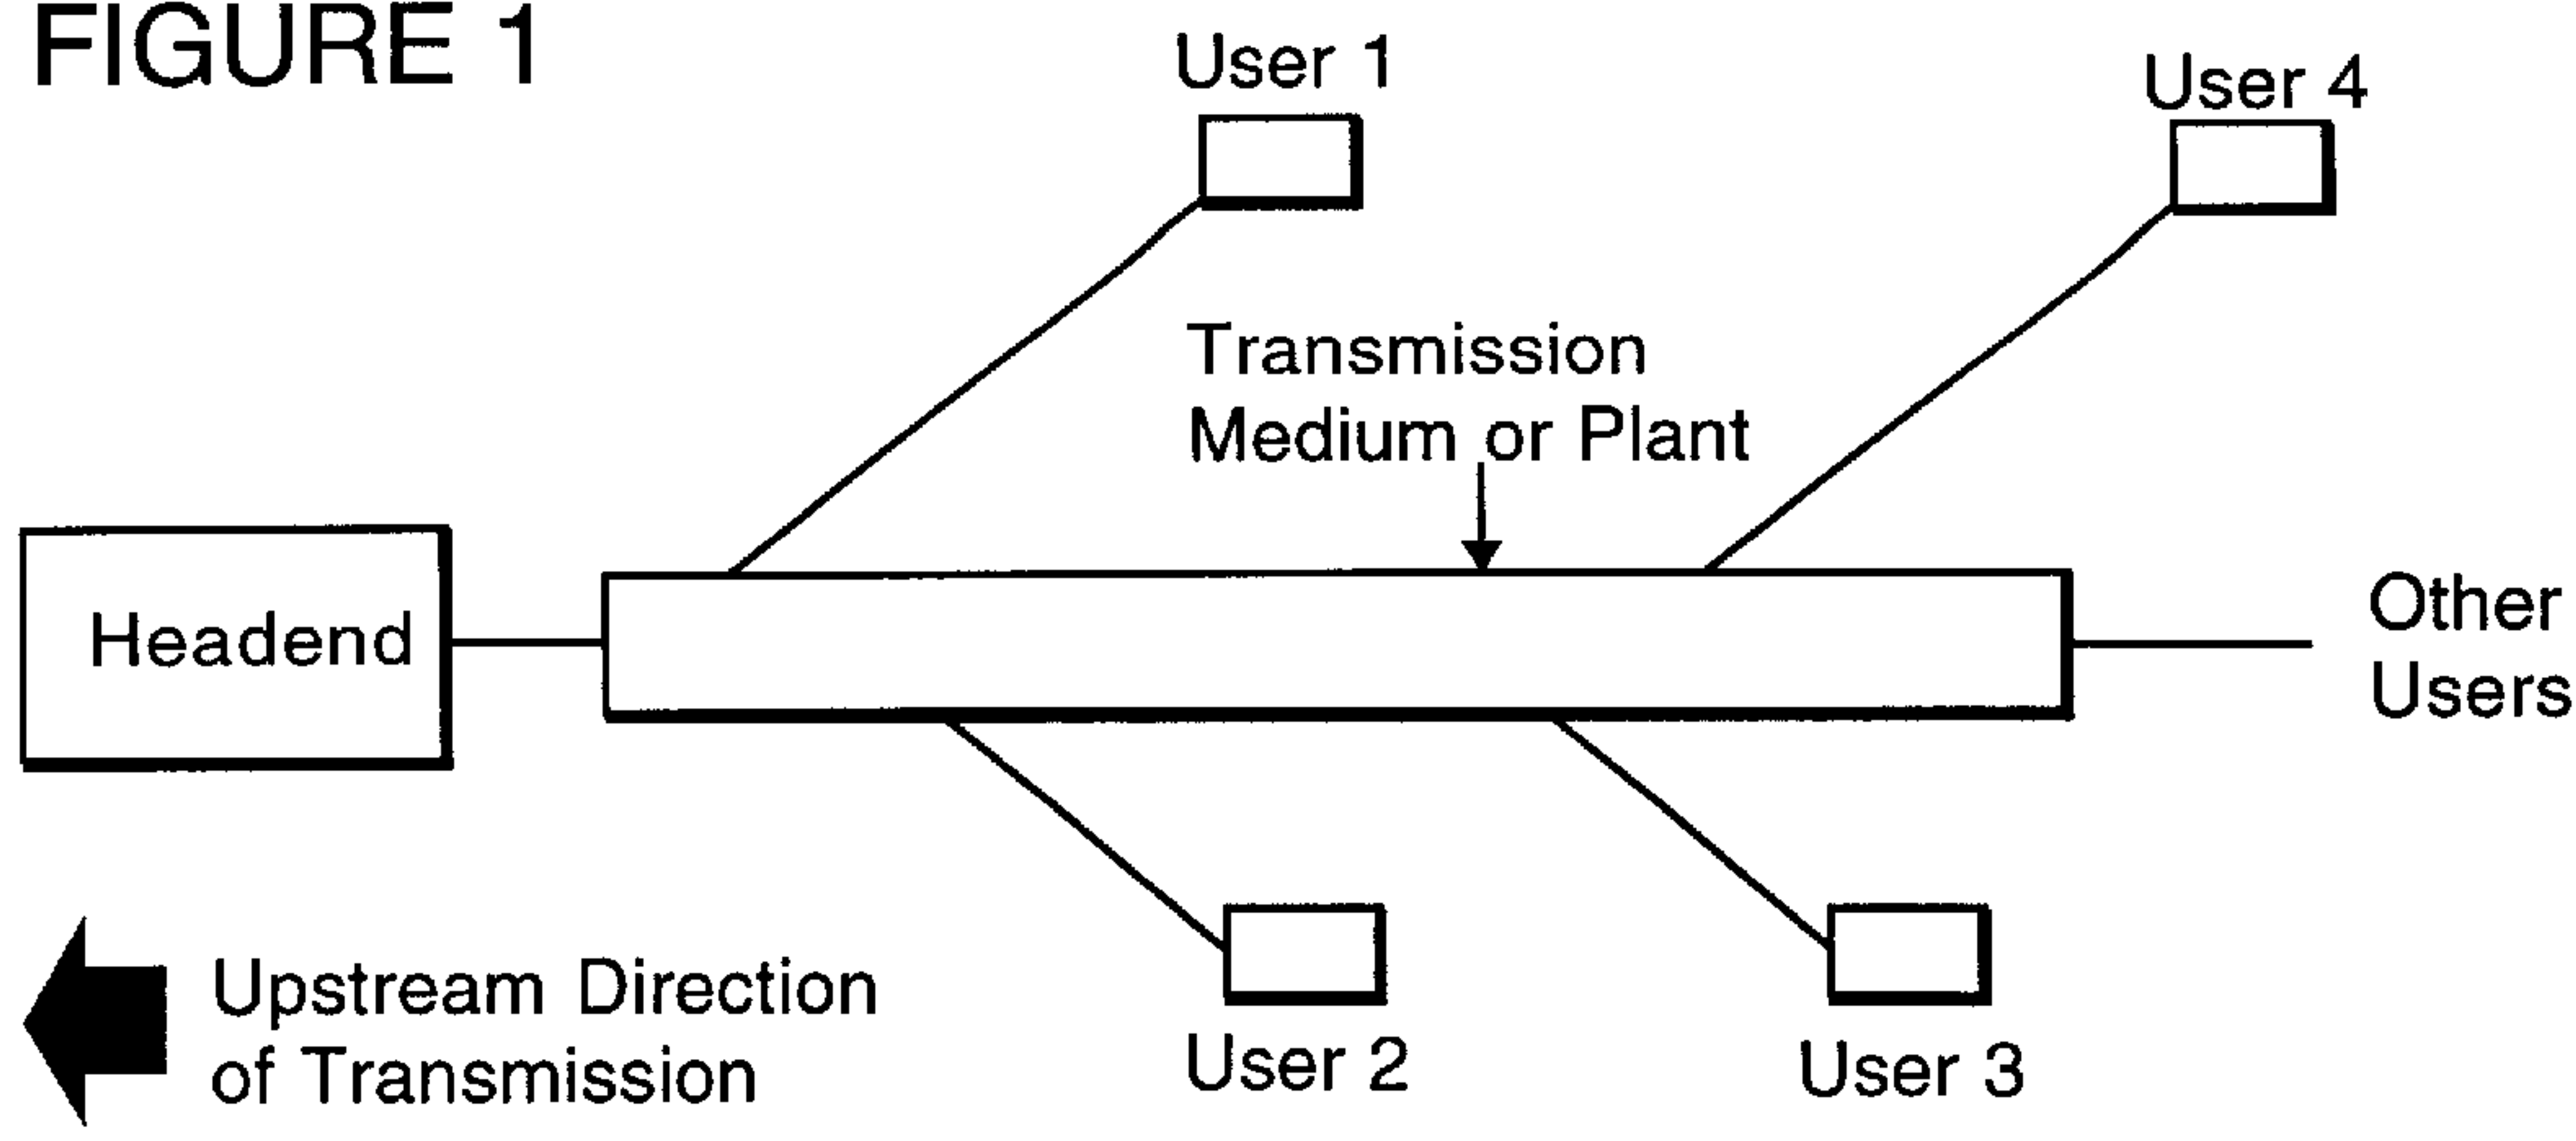 FIGURE 1
User 1
User 4
Transmission
Medium or Plant
Headend
Other
Users
Upstream Direction
of Transmission
User 2
User 3